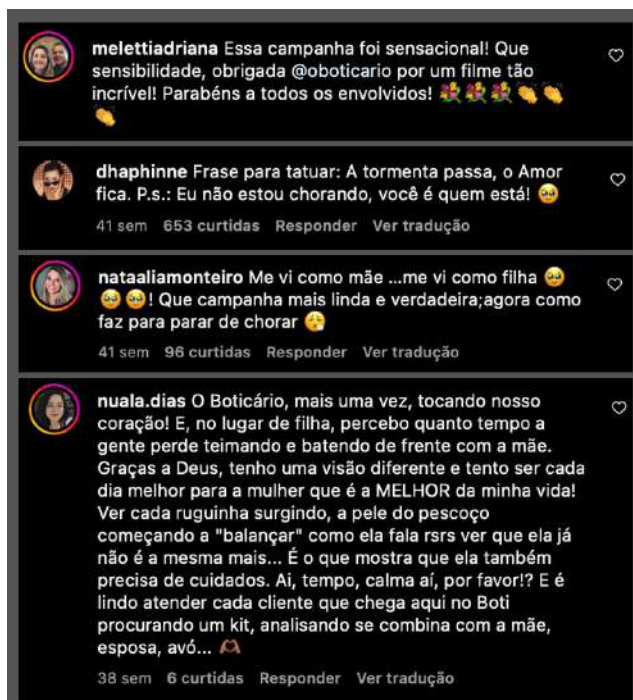 melettiadriana Essa campanha foi sensacional! Que
sensibilidade, obrigada @oboticario por um filme tão
incrível! Parabéns a todos os envolvidos! 💐💐💐👏👏
👏
dhaphinne Frase para tatuar: A tormenta passa, o Amor
fica. P.s.: Eu não estou chorando, você é quem está! 🥹
41 sem 653 curtidas Responder Ver tradução
nataaliamonteiro Me vi como mãe ...me vi como filha 🥹
🥹🥹! Que campanha mais linda e verdadeira;agora como
faz para parar de chorar 😮‍💨
41 sem 96 curtidas Responder Ver tradução
nuala.dias O Boticário, mais uma vez, tocando nosso
coração! E, no lugar de filha, percebo quanto tempo a
gente perde teimando e batendo de frente com a mãe.
Graças a Deus, tenho uma visão diferente e tento ser cada
dia melhor para a mulher que é a MELHOR da minha vida!
Ver cada ruguinha surgindo, a pele do pescoço
começando a "balançar" como ela fala rsrs ver que ela já
não é a mesma mais... É o que mostra que ela também
precisa de cuidados. Ai, tempo, calma aí, por favor!? E é
lindo atender cada cliente que chega aqui no Boti
procurando um kit, analisando se combina com a mãe,
esposa, avó... 🫶🏽
38 sem 6 curtidas Responder Ver tradução